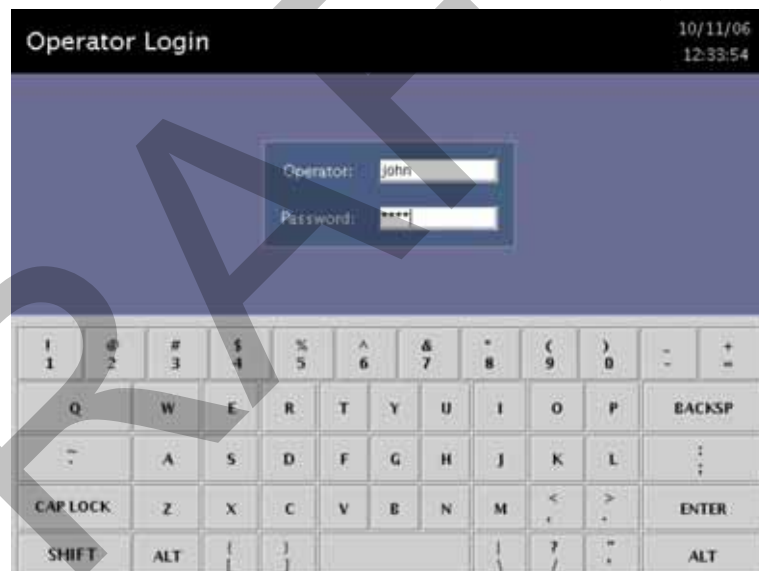 Operator Login
10/11/06
12:33:54
Operator: john
Password: ****
! @ # $ % ^ & * ( ) _ +
1 2 3 4 5 6 7 8 9 0 - =
Q W E R T Y U I O P BACKSP
~ A S D F G H J K L :
;
CAP LOCK Z X C V B N M < > ENTER
, .
SHIFT ALT { } | ? " ALT
[ ] \ / '